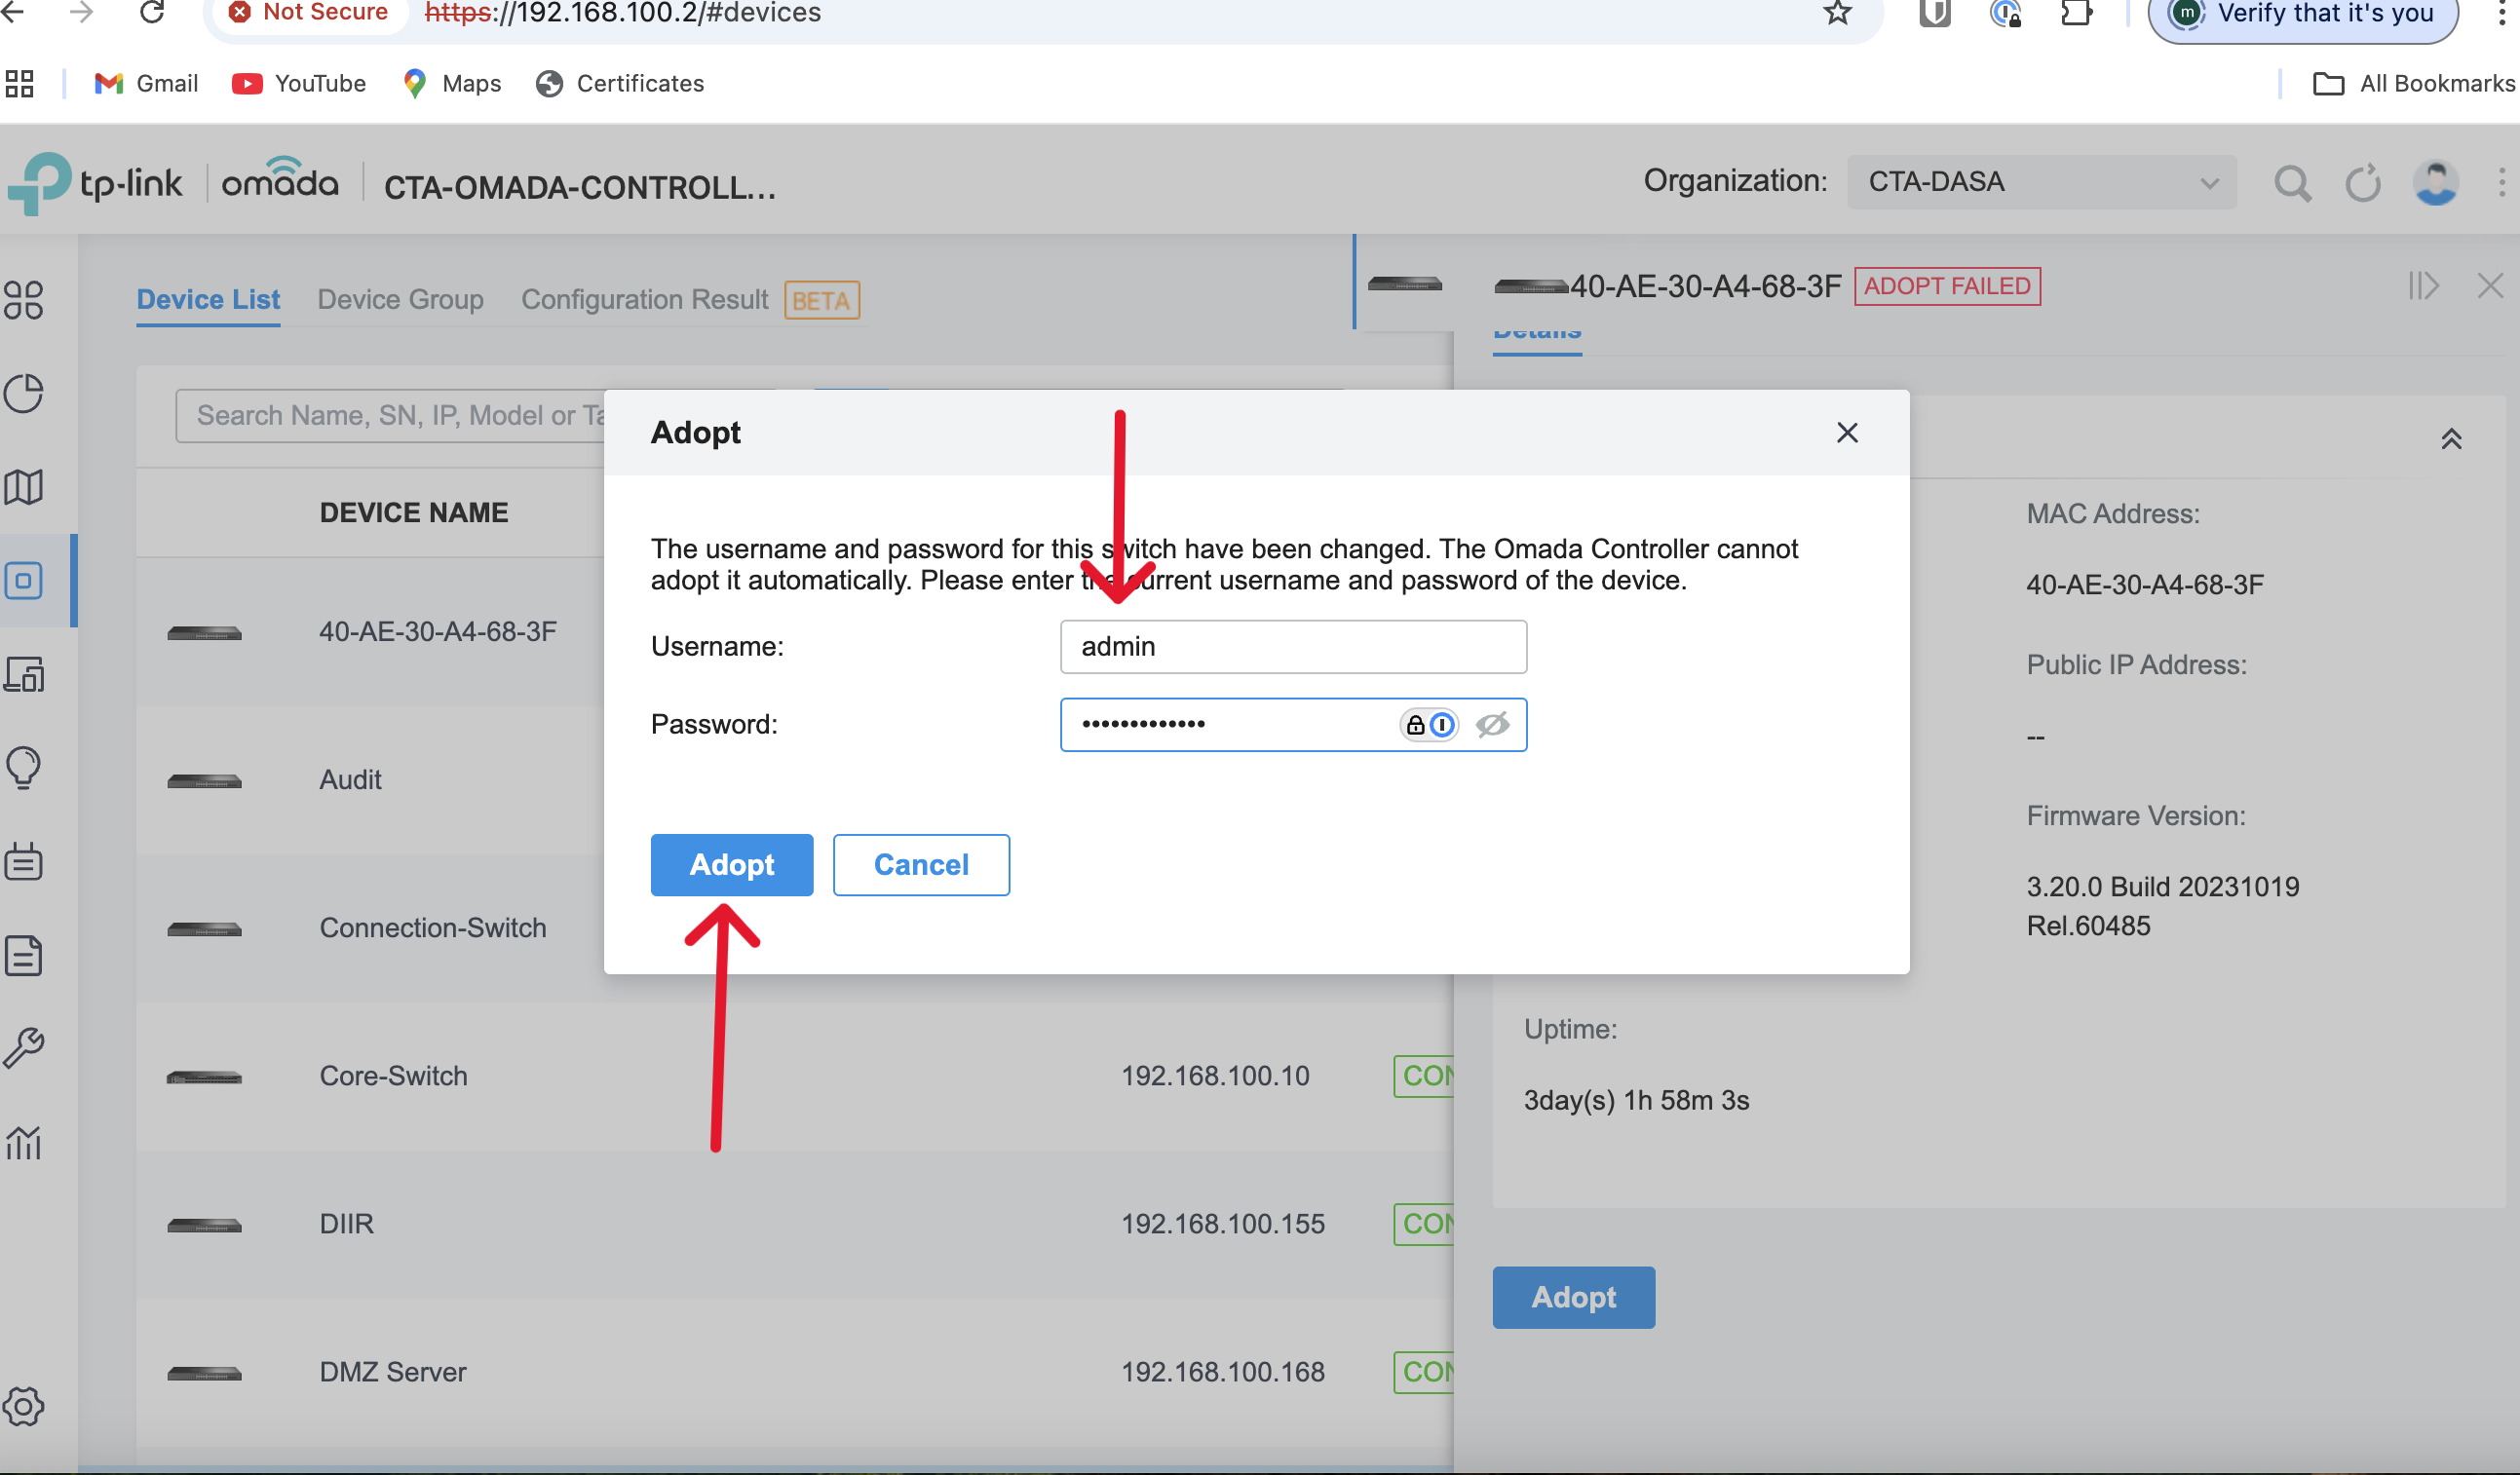 Not Secure https://192.168.100.2/#devices
m Verify that it's you
Gmail YouTube Maps Certificates All Bookmarks
tp-link omada CTA-OMADA-CONTROLL...
Organization: CTA-DASA
Device List Device Group Configuration Result BETA
40-AE-30-A4-68-3F ADOPT FAILED
Details
Search Name, SN, IP, Model or Ta
DEVICE NAME
40-AE-30-A4-68-3F
Audit
Connection-Switch
Core-Switch 192.168.100.10 CON
DIIR 192.168.100.155 CON
DMZ Server 192.168.100.168 CON
Adopt
The username and password for this switch have been changed. The Omada Controller cannot
adopt it automatically. Please enter the current username and password of the device.
Username: admin
Password: •••••••••••••
Adopt Cancel
MAC Address:
40-AE-30-A4-68-3F
Public IP Address:
--
Firmware Version:
3.20.0 Build 20231019
Rel.60485
Uptime:
3day(s) 1h 58m 3s
Adopt